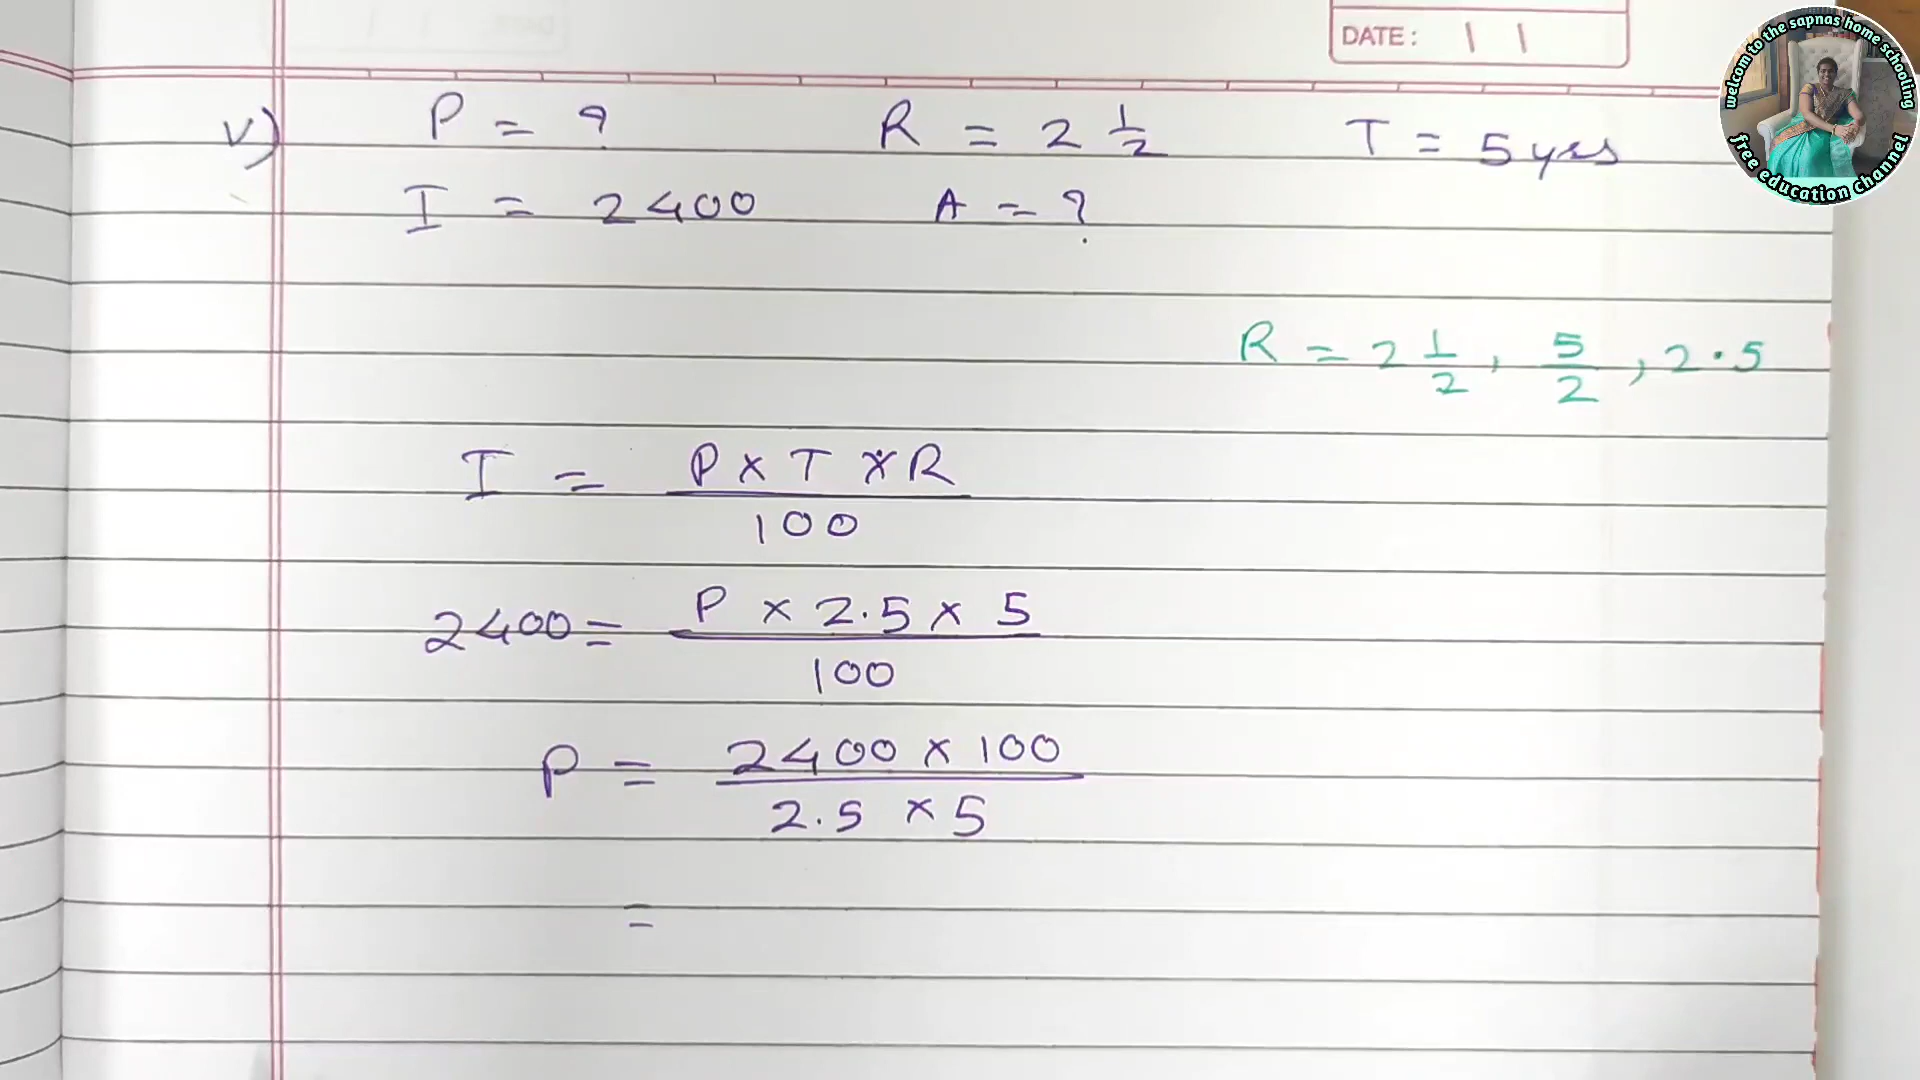 DATE: | |
welcom to the sapnas home schooling
free education channel
v) P = ? R = 2 1/2 T = 5 yrs
I = 2400 A = ?
R = 2 1/2, 5/2, 2.5
I = P × T × R / 100
2400 = P × 2.5 × 5 / 100
P = 2400 × 100 / 2.5 × 5
=